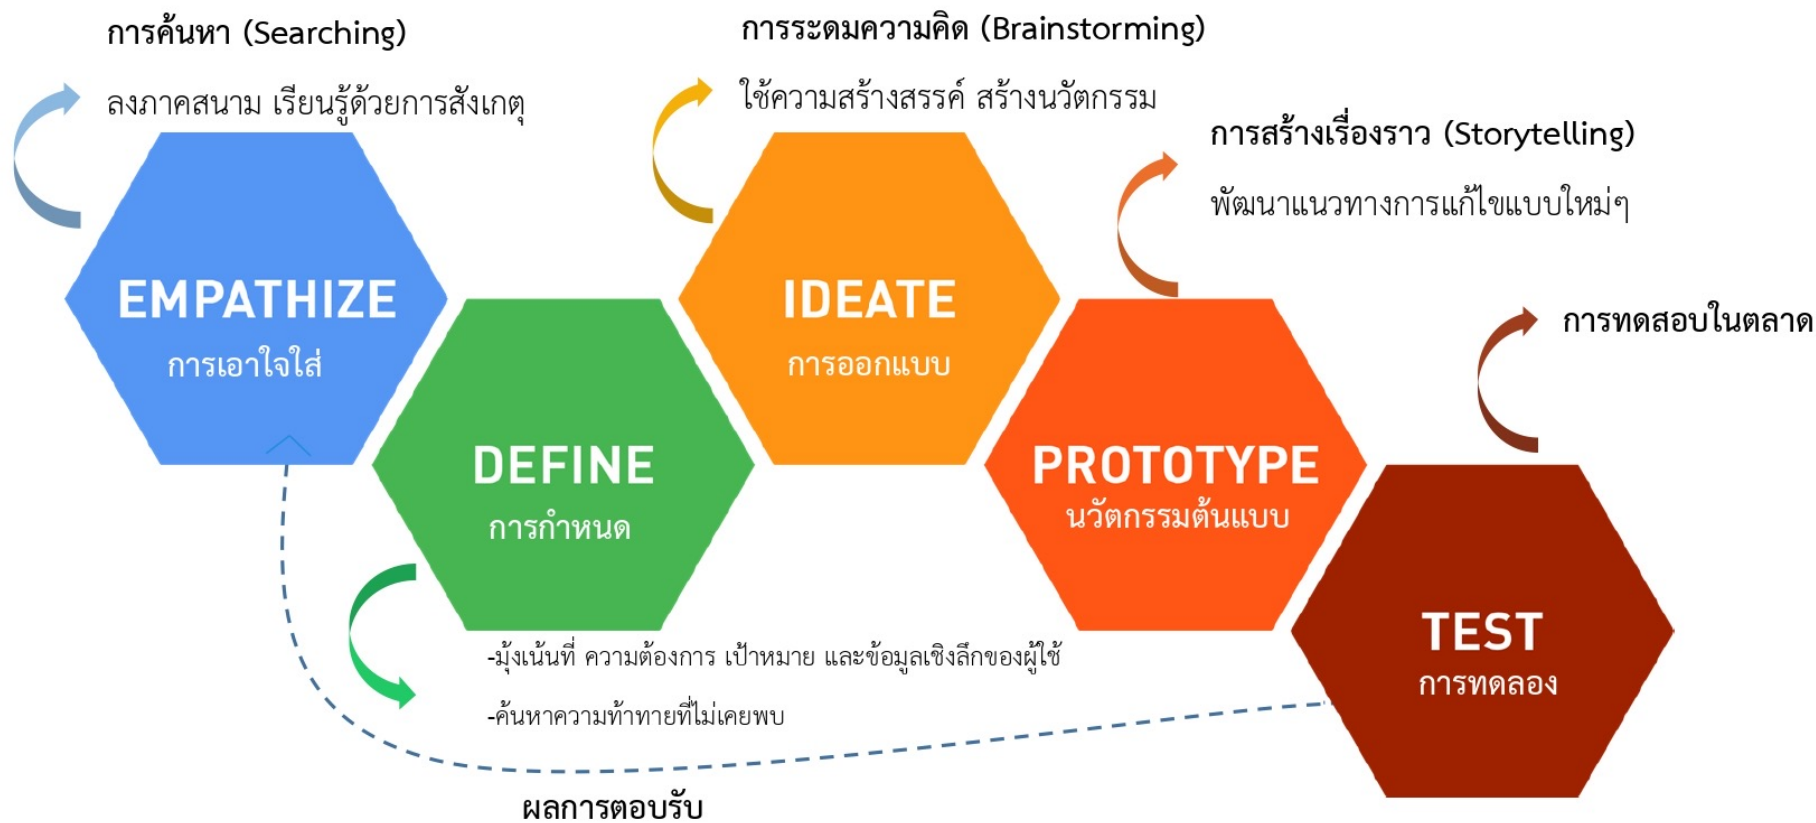 การค้นหา (Searching)
ลงภาคสนาม เรียนรู้ด้วยการสังเกตุ
EMPATHIZE
การเอาใจใส่
DEFINE
การกำหนด
-มุ้งเน้นที่ ความต้องการ เป้าหมาย และข้อมูลเชิงลึกของผู้ใช้
-ค้นหาความท้าทายที่ไม่เคยพบ
การระดมความคิด (Brainstorming)
ใช้ความสร้างสรรค์ สร้างนวัตกรรม
IDEATE
การออกแบบ
การสร้างเรื่องราว (Storytelling)
พัฒนาแนวทางการแก้ไขแบบใหม่ๆ
PROTOTYPE
นวัตกรรมต้นแบบ
การทดสอบในตลาด
TEST
การทดลอง
ผลการตอบรับ